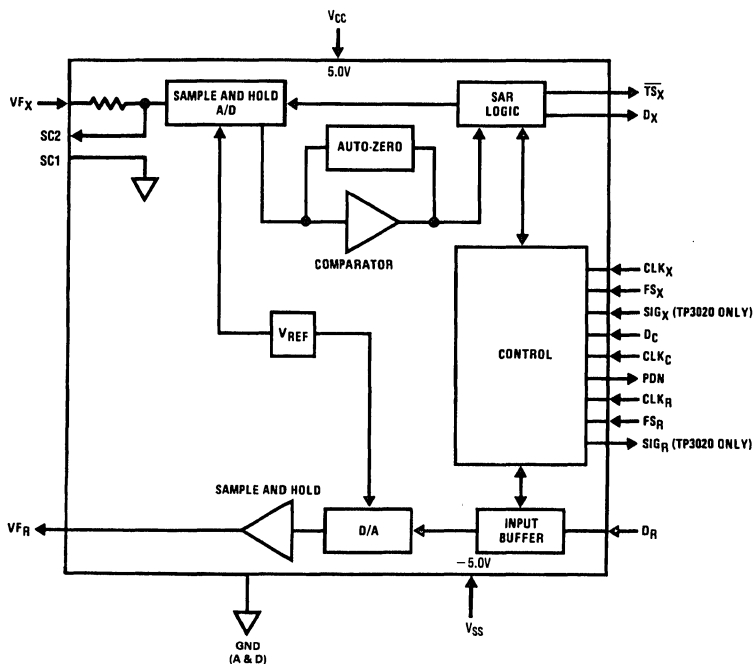 VCC
5.0V
VFX
SAMPLE AND HOLD
A/D
SAR
LOGIC
TSX
DX
SC2
SC1
AUTO-ZERO
COMPARATOR
CONTROL
CLKX
FSX
SIGX (TP3020 ONLY)
DC
CLKC
PDN
CLKR
FSR
SIGR (TP3020 ONLY)
VREF
SAMPLE AND HOLD
VFR
D/A
INPUT
BUFFER
DR
−5.0V
GND
(A & D)
VSS